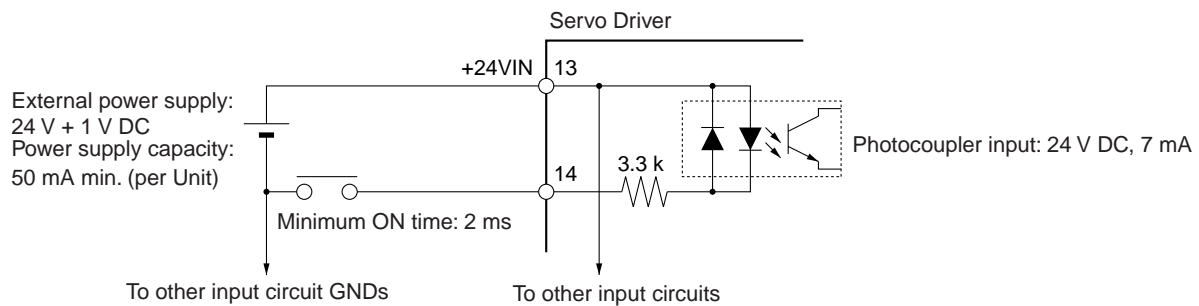 Servo Driver
+24VIN
13
External power supply:
24 V + 1 V DC
Power supply capacity:
50 mA min. (per Unit)
Photocoupler input: 24 V DC, 7 mA
14
3.3 k
Minimum ON time: 2 ms
To other input circuit GNDs
To other input circuits